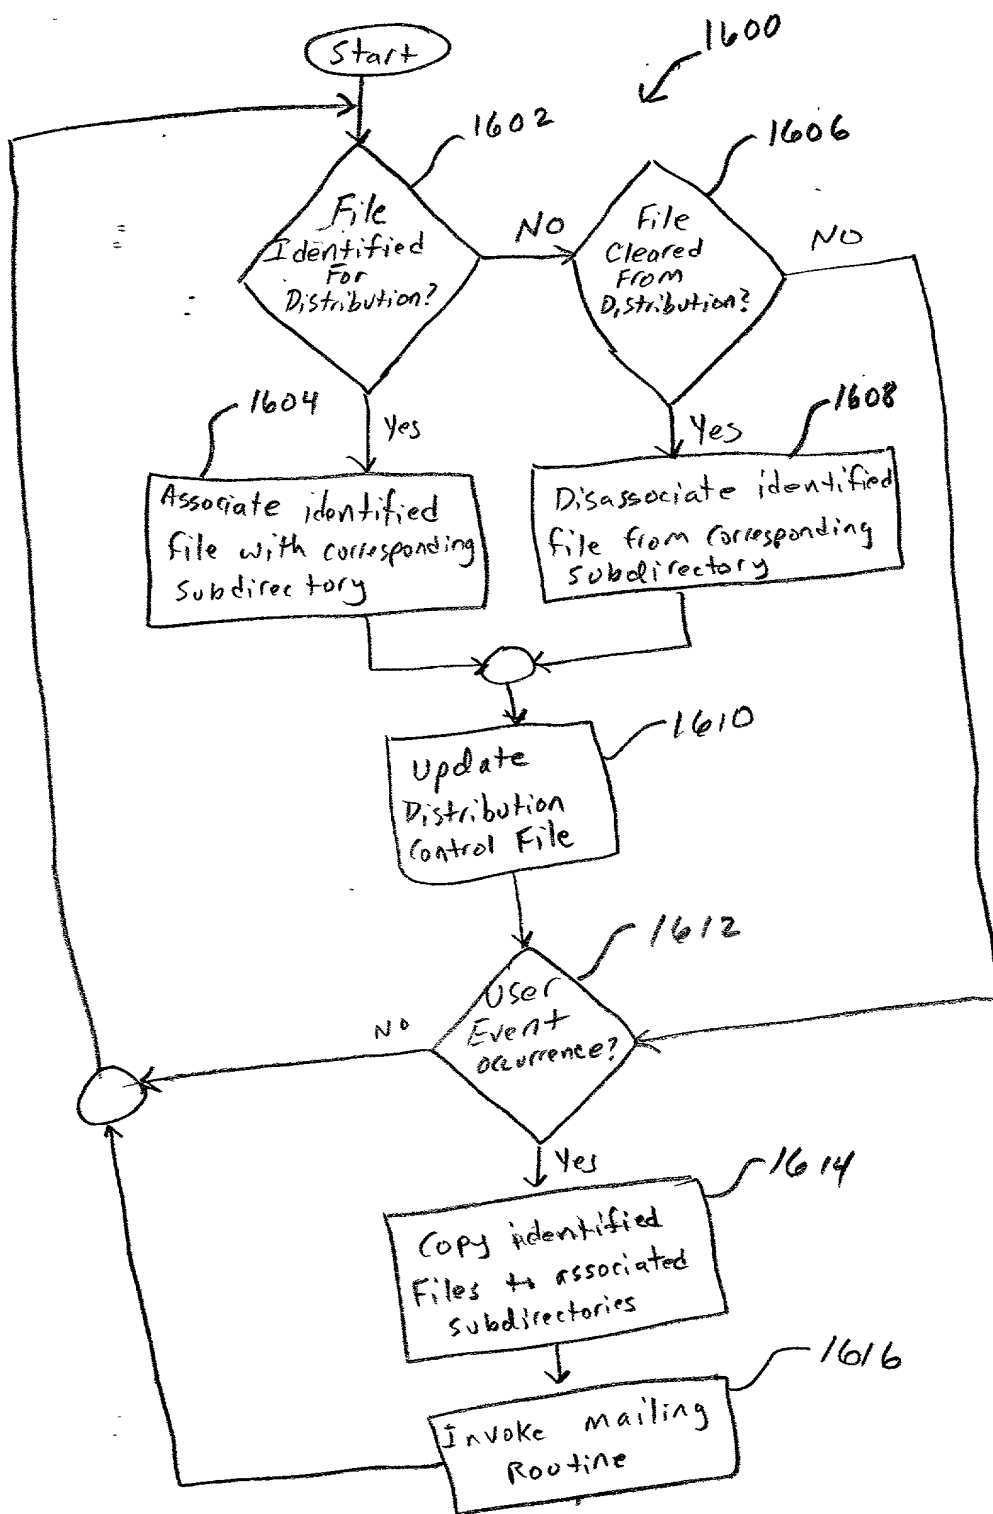 Start
1600
1602
1606
File
Identified
For
Distribution?
NO
File
Cleared
From
Distribution?
NO
1604
Yes
1608
Yes
Associate identified
file with corresponding
subdirectory
Disassociate identified
file from corresponding
subdirectory
1610
Update
Distribution
Control File
1612
User
Event
occurrence?
NO
Yes
1614
Copy identified
Files to associated
subdirectories
1616
Invoke mailing
Routine